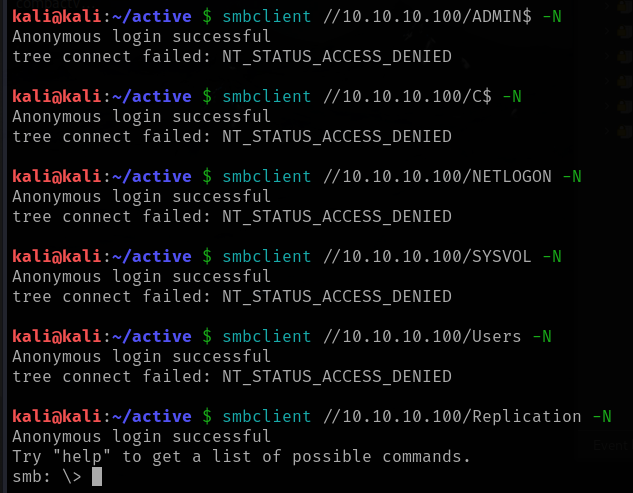 kali@kali:~/active $ smbclient //10.10.10.100/ADMIN$ -N
Anonymous login successful
tree connect failed: NT_STATUS_ACCESS_DENIED
kali@kali:~/active $ smbclient //10.10.10.100/C$ -N
Anonymous login successful
tree connect failed: NT_STATUS_ACCESS_DENIED
kali@kali:~/active $ smbclient //10.10.10.100/NETLOGON -N
Anonymous login successful
tree connect failed: NT_STATUS_ACCESS_DENIED
kali@kali:~/active $ smbclient //10.10.10.100/SYSVOL -N
Anonymous login successful
tree connect failed: NT_STATUS_ACCESS_DENIED
kali@kali:~/active $ smbclient //10.10.10.100/Users -N
Anonymous login successful
tree connect failed: NT_STATUS_ACCESS_DENIED
kali@kali:~/active $ smbclient //10.10.10.100/Replication -N
Anonymous login successful
Try "help" to get a list of possible commands.
smb: \>